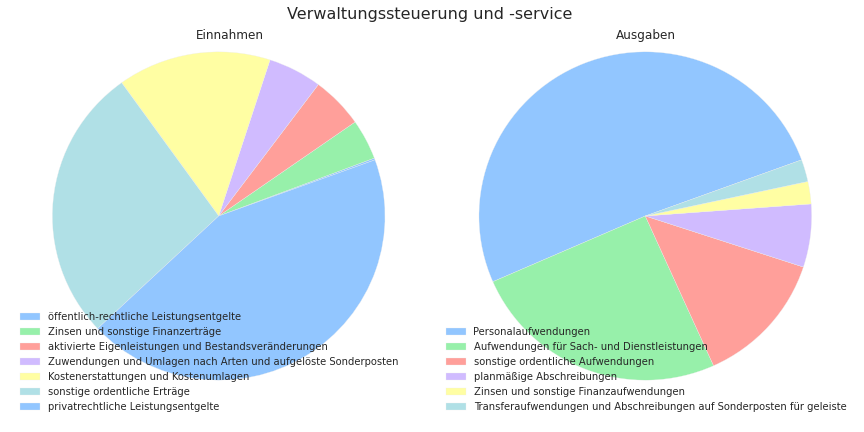 Verwaltungssteuerung und -service
Einnahmen
öffentlich-rechtliche Leistungsentgelte
Zinsen und sonstige Finanzerträge
aktivierte Eigenleistungen und Bestandsveränderungen
Zuwendungen und Umlagen nach Arten und aufgelöste Sonderposten
Kostenerstattungen und Kostenumlagen
sonstige ordentliche Erträge
privatrechtliche Leistungsentgelte
Ausgaben
Personalaufwendungen
Aufwendungen für Sach- und Dienstleistungen
sonstige ordentliche Aufwendungen
planmäßige Abschreibungen
Zinsen und sonstige Finanzaufwendungen
Transferaufwendungen und Abschreibungen auf Sonderposten für geleiste